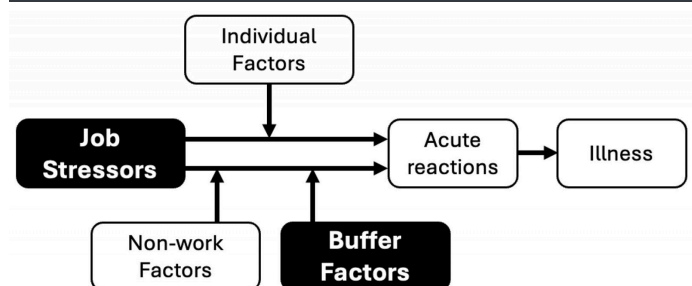 Individual
Factors
Job
Stressors
Acute
reactions
Illness
Non-work
Factors
Buffer
Factors